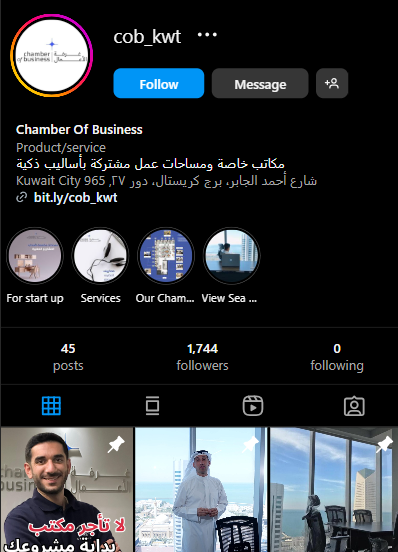 cob_kwt ...
chamber of business
غرفة الأعمال
Follow
Message
Chamber Of Business
Product/service
مكاتب خاصة ومساحات عمل مشتركة بأساليب ذكية
شارع أحمد الجابر، برج كريستال، دور ٢٧, Kuwait City 965
bit.ly/cob_kwt
For start up
Services
Our Cham...
View Sea ...
45
1,744
0
posts
followers
following
لا تأجر مكتب
بداية مشروعك